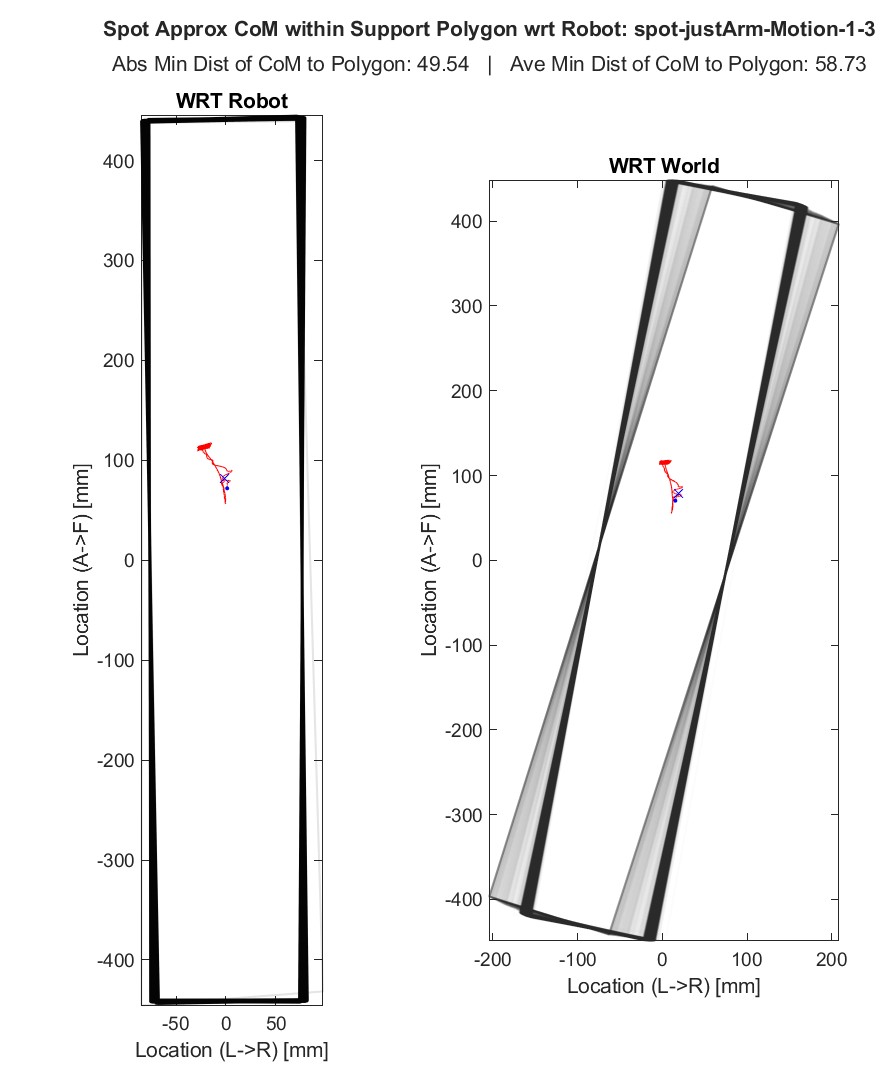 Spot Approx CoM within Support Polygon wrt Robot: spot-justArm-Motion-1-3
Abs Min Dist of CoM to Polygon: 49.54 | Ave Min Dist of CoM to Polygon: 58.73
WRT Robot
400
300
200
100
0
-100
-200
-300
-400
-50 0 50
Location (A->F) [mm]
Location (L->R) [mm]
WRT World
400
300
200
100
0
-100
-200
-300
-400
-200 -100 0 100 200
Location (A->F) [mm]
Location (L->R) [mm]